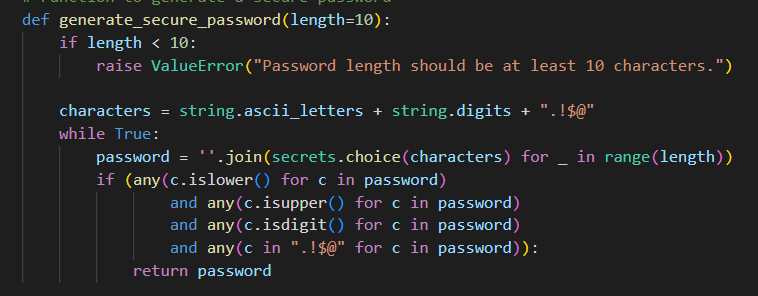 # Function to generate a secure password
def generate_secure_password(length=10):
    if length < 10:
        raise ValueError("Password length should be at least 10 characters.")
    characters = string.ascii_letters + string.digits + ".!$@"
    while True:
        password = ''.join(secrets.choice(characters) for _ in range(length))
        if (any(c.islower() for c in password)
                and any(c.isupper() for c in password)
                and any(c.isdigit() for c in password)
                and any(c in ".!$@" for c in password)):
            return password